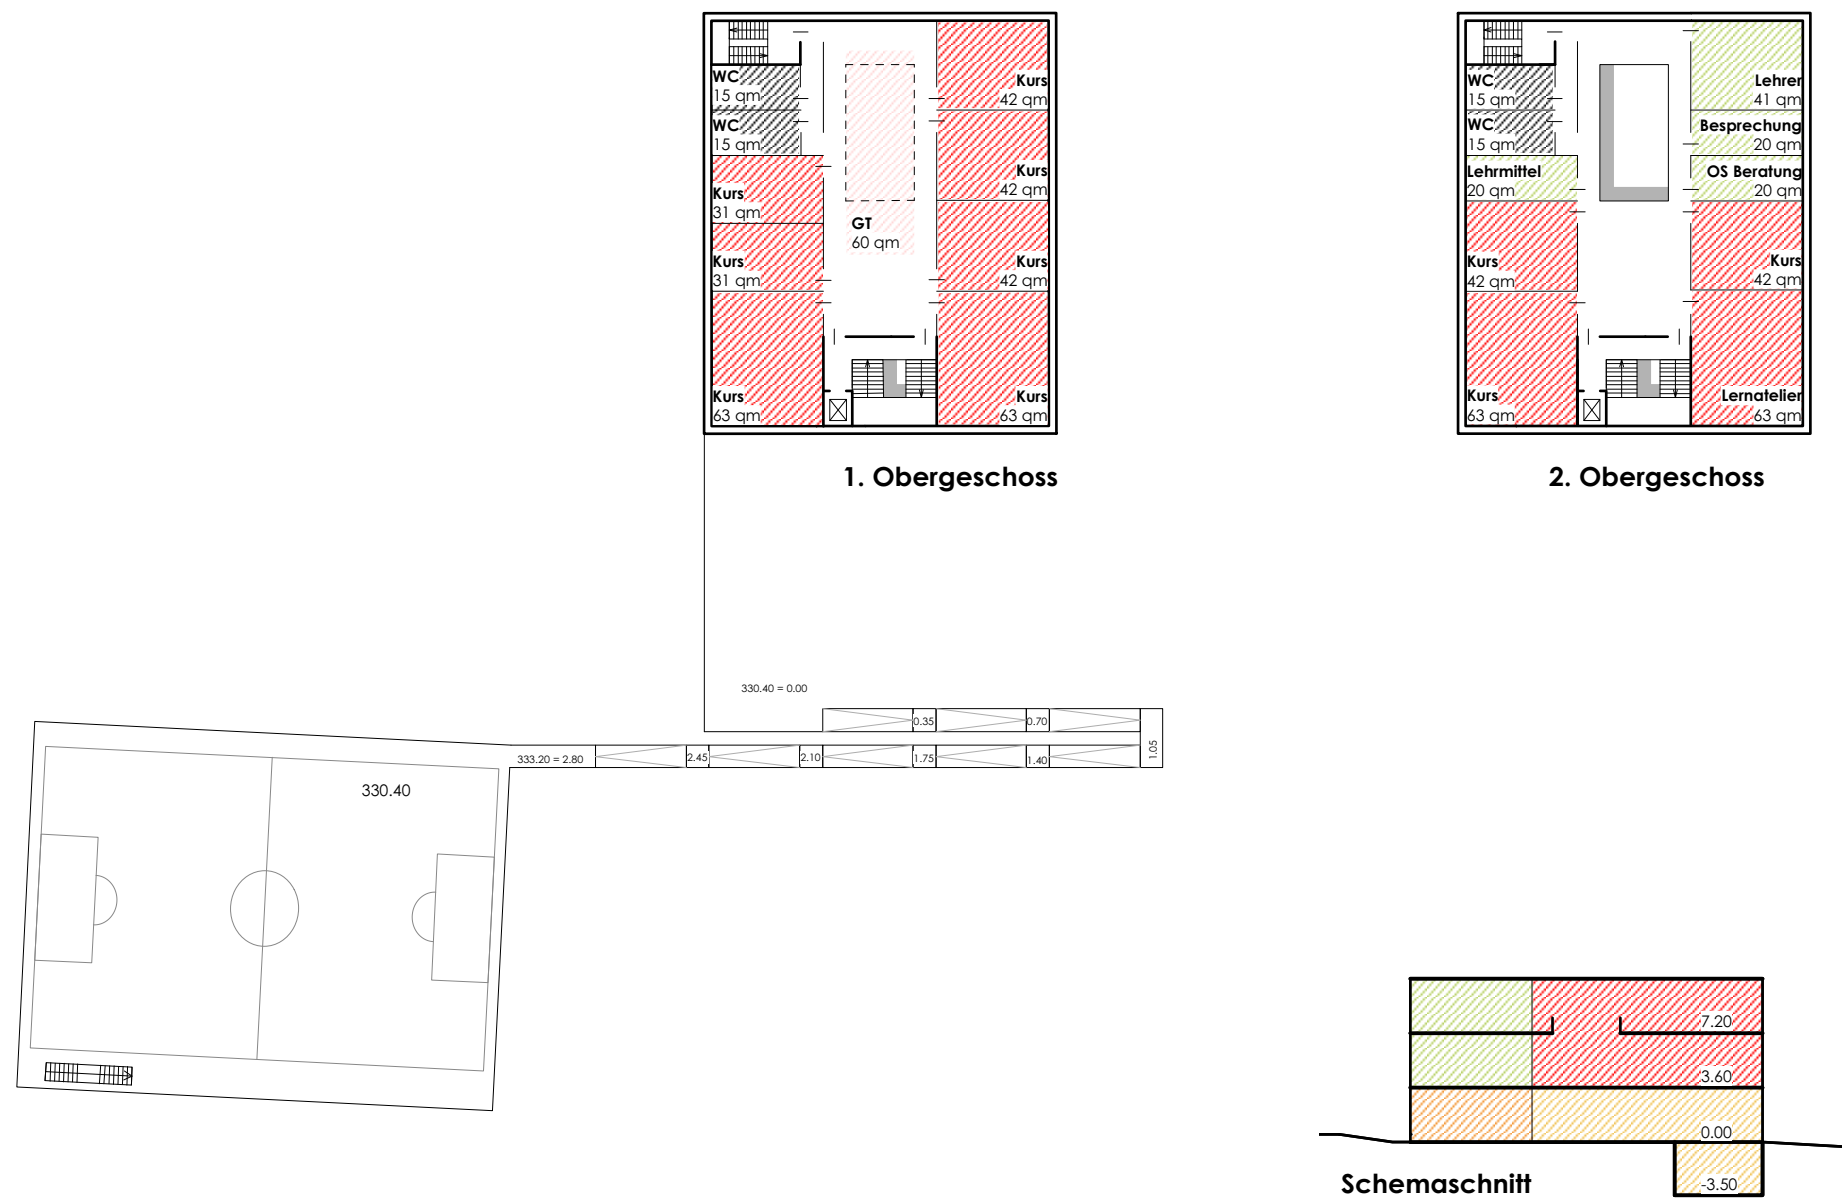 WC
15 qm
WC
15 qm
Kurs
31 qm
Kurs
31 qm
Kurs
63 qm
GT
60 qm
Kurs
42 qm
Kurs
42 qm
Kurs
42 qm
Kurs
63 qm
1. Obergeschoss
WC
15 qm
WC
15 qm
Lehrmittel
20 qm
Kurs
42 qm
Kurs
63 qm
Lehrer
41 qm
Besprechung
20 qm
OS Beratung
20 qm
Kurs
42 qm
Lernatelier
63 qm
2. Obergeschoss
330.40 = 0.00
0.35
0.70
1.05
333.20 = 2.80
2.45
2.10
1.75
1.40
330.40
7.20
3.60
0.00
-3.50
Schemaschnitt